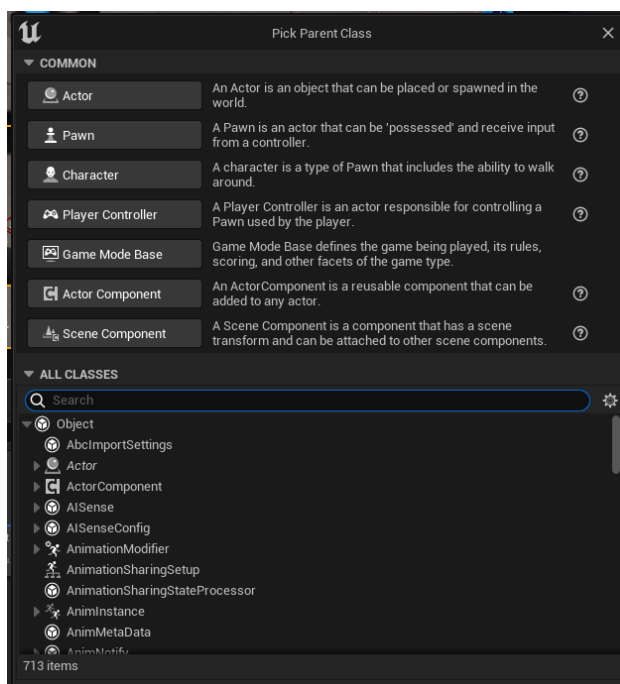 Pick Parent Class
COMMON
Actor
An Actor is an object that can be placed or spawned in the
world.
Pawn
A Pawn is an actor that can be 'possessed' and receive input
from a controller.
Character
A character is a type of Pawn that includes the ability to walk
around.
Player Controller
A Player Controller is an actor responsible for controlling a
Pawn used by the player.
Game Mode Base
Game Mode Base defines the game being played, its rules,
scoring, and other facets of the game type.
Actor Component
An ActorComponent is a reusable component that can be
added to any actor.
Scene Component
A Scene Component is a component that has a scene
transform and can be attached to other scene components.
ALL CLASSES
Search
Object
AbcImportSettings
Actor
ActorComponent
AISense
AISenseConfig
AnimationModifier
AnimationSharingSetup
AnimationSharingStateProcessor
AnimInstance
AnimMetaData
AnimNotify
713 items